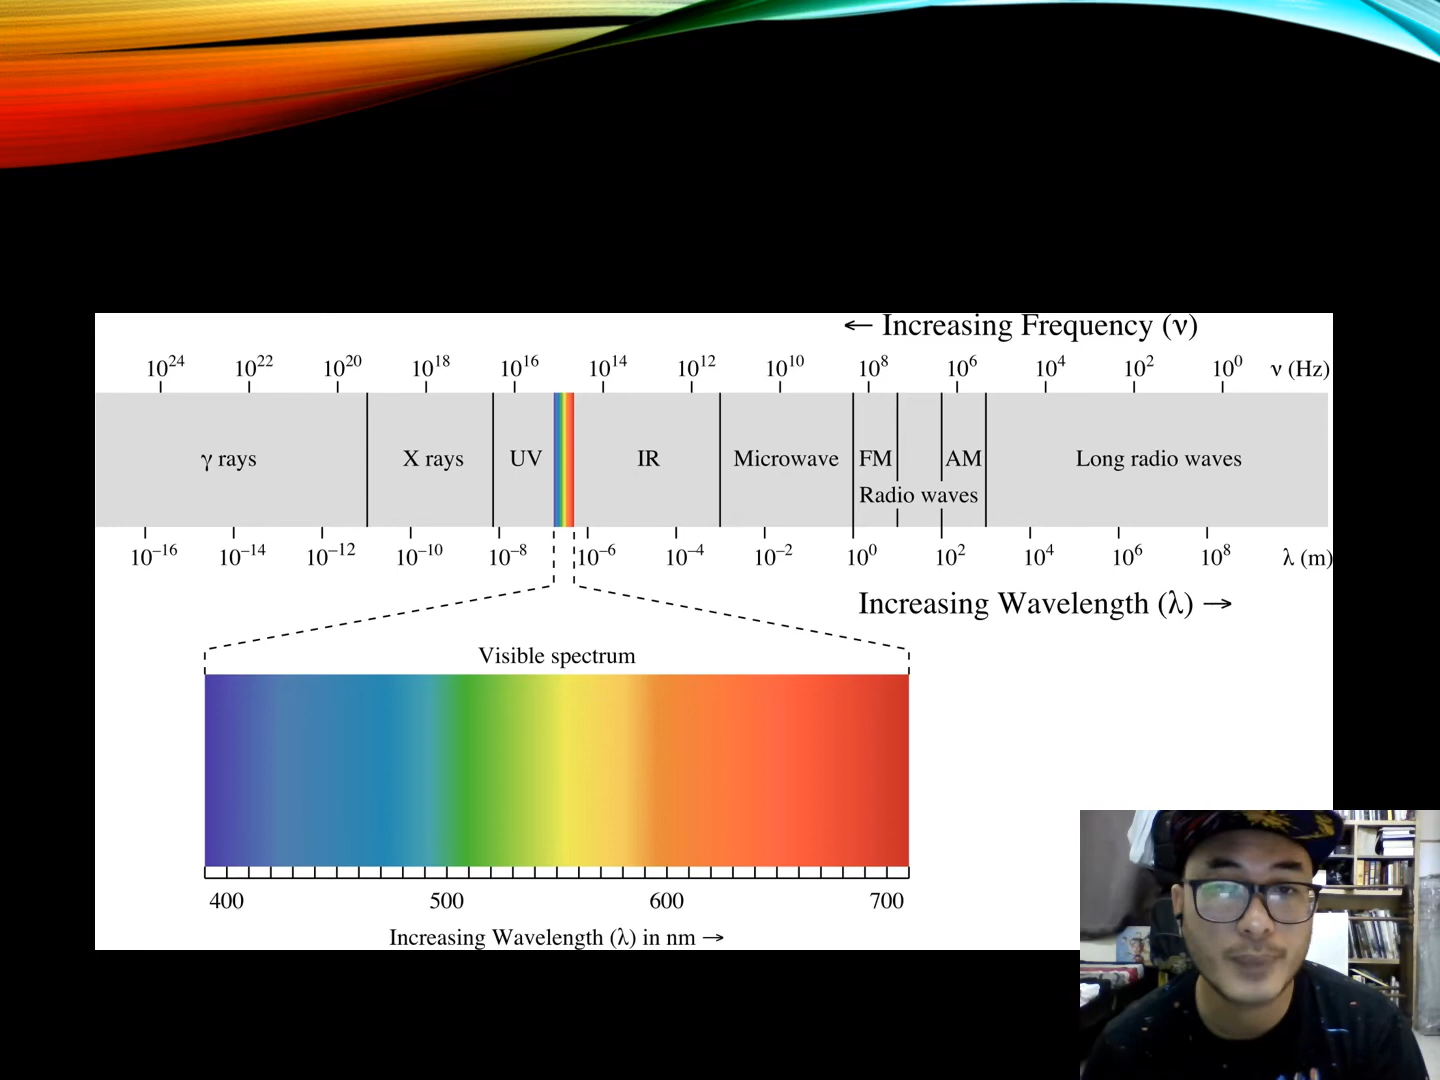 ← Increasing Frequency (ν)
10²⁴ 10²² 10²⁰ 10¹⁸ 10¹⁶ 10¹⁴ 10¹² 10¹⁰ 10⁸ 10⁶ 10⁴ 10² 10⁰ ν (Hz)
γ rays X rays UV IR Microwave FM AM Long radio waves
Radio waves
10⁻¹⁶ 10⁻¹⁴ 10⁻¹² 10⁻¹⁰ 10⁻⁸ 10⁻⁶ 10⁻⁴ 10⁻² 10⁰ 10² 10⁴ 10⁶ 10⁸ λ (m)
Increasing Wavelength (λ) →
Visible spectrum
400 500 600 700
Increasing Wavelength (λ) in nm →